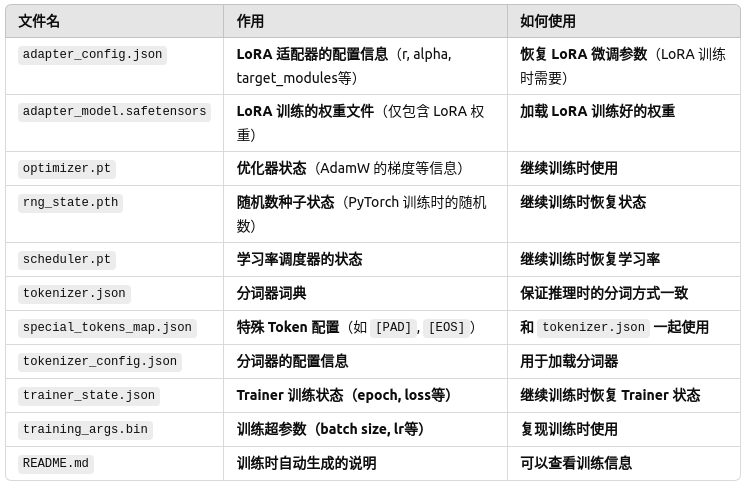 文件名 作用 如何使用
adapter_config.json LoRA 适配器的配置信息（r, alpha, 恢复 LoRA 微调参数（LoRA 训练
target_modules等） 时需要）
adapter_model.safetensors LoRA 训练的权重文件（仅包含 LoRA 权 加载 LoRA 训练好的权重
重）
optimizer.pt 优化器状态（AdamW 的梯度等信息） 继续训练时使用
rng_state.pth 随机数种子状态（PyTorch 训练时的随机 继续训练时恢复状态
数）
scheduler.pt 学习率调度器的状态 继续训练时恢复学习率
tokenizer.json 分词器词典 保证推理时的分词方式一致
special_tokens_map.json 特殊 Token 配置（如 [PAD], [EOS]） 和 tokenizer.json 一起使用
tokenizer_config.json 分词器的配置信息 用于加载分词器
trainer_state.json Trainer 训练状态（epoch, loss等） 继续训练时恢复 Trainer 状态
training_args.bin 训练超参数（batch size, lr等） 复现训练时使用
README.md 训练时自动生成的说明 可以查看训练信息